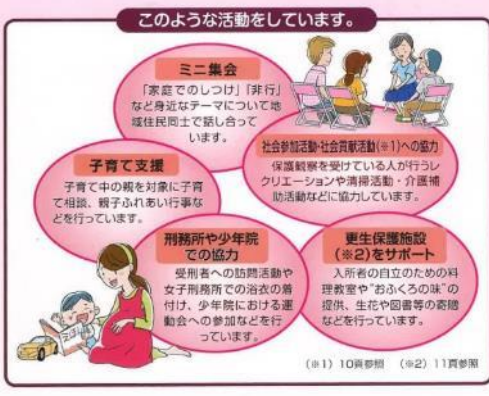 このような活動をしています。
ミニ集会
「家庭でのしつけ」「非行」
など身近なテーマについて地
域住民同士で話し合って
います。
社会参加活動・社会貢献活動(※1)への協力
保護観察を受けている人が行うレ
クリエーションや清掃活動・介護補
助活動などに協力しています。
子育て支援
子育て中の親を対象に子育
て相談、親子ふれあい行事な
どを行っています。
刑務所や少年院
での協力
受刑者への訪問活動や
女子刑務所での浴衣の
着付け、少年院における運
動会への参加などを行
っています。
更生保護施設
(※2)をサポート
入所者の自立のための料
理教室や“おふくろの味”の
提供、生花や図書等の寄贈
などを行っています。
(※1) 10頁参照 (※2) 11頁参照